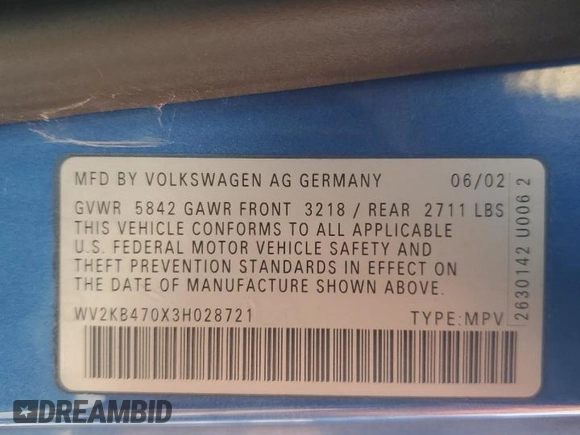 MFD BY VOLKSWAGEN AG GERMANY 06/02
GVWR 5842 GAWR FRONT 3218 / REAR 2711 LBS
THIS VEHICLE CONFORMS TO ALL APPLICABLE
U.S. FEDERAL MOTOR VEHICLE SAFETY AND
THEFT PREVENTION STANDARDS IN EFFECT ON
THE DATE OF MANUFACTURE SHOWN ABOVE.
WV2KB470X3H028721 TYPE:MPV
2630142 U006 2
DREAMBID